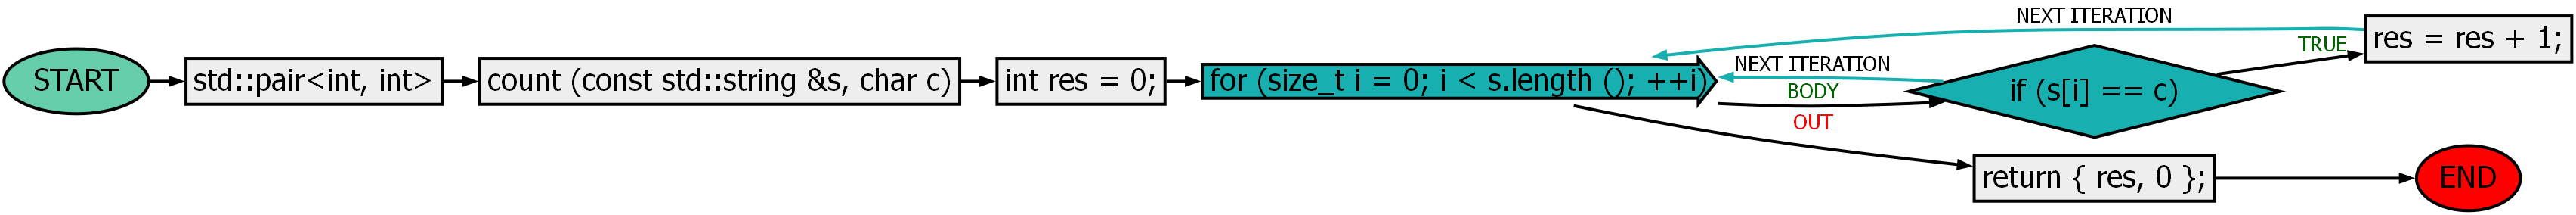 START
std::pair<int, int>
count (const std::string &s, char c)
int res = 0;
for (size_t i = 0; i < s.length (); ++i)
NEXT ITERATION
NEXT ITERATION
BODY
OUT
if (s[i] == c)
TRUE
res = res + 1;
return { res, 0 };
END